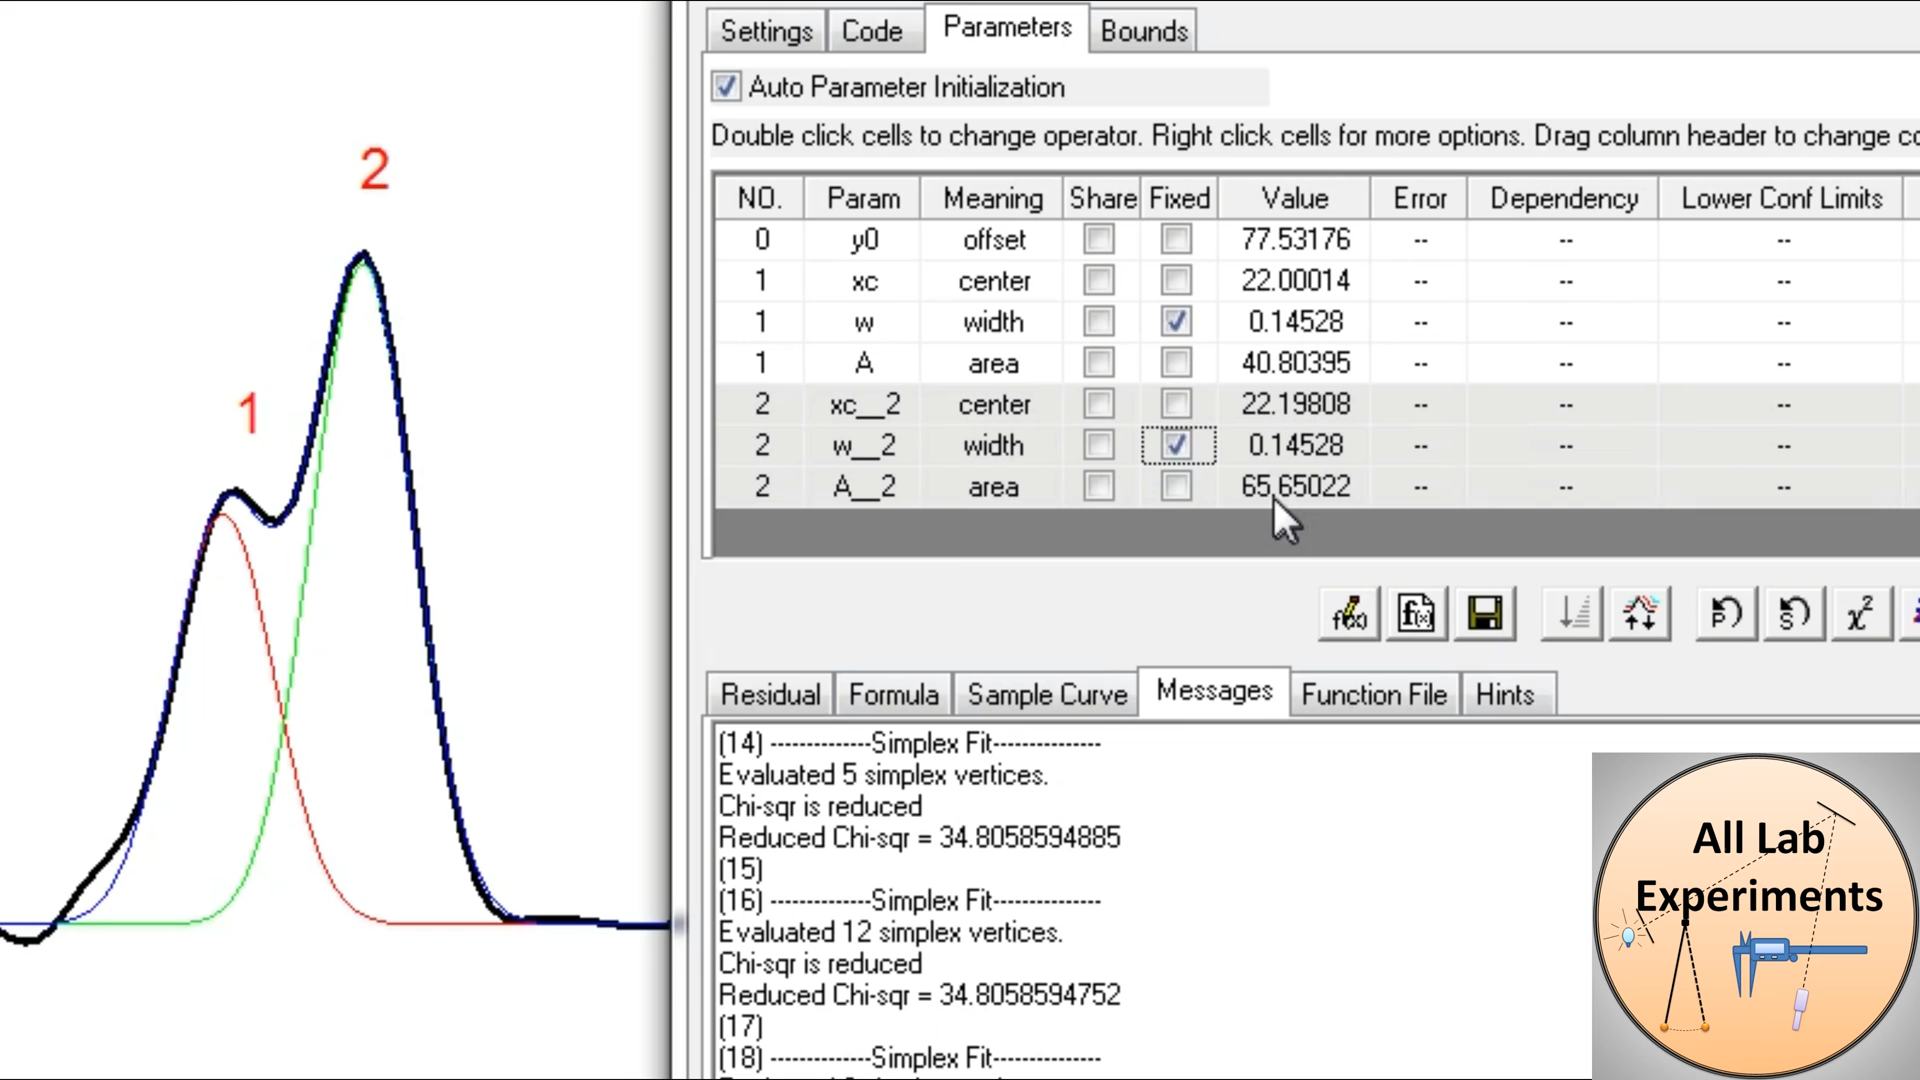 Settings Code Parameters Bounds
Auto Parameter Initialization
Double click cells to change operator. Right click cells for more options. Drag column header to change co
NO. Param Meaning Share Fixed Value Error Dependency Lower Conf Limits
0 y0 offset 77.53176 -- -- --
1 xc center 22.00014 -- -- --
1 w width 0.14528 -- -- --
1 A area 40.80395 -- -- --
2 xc__2 center 22.19808 -- -- --
2 w__2 width 0.14528 -- -- --
2 A__2 area 65.65022 -- -- --
2
1
f(x) f(x) P S χ²
Residual Formula Sample Curve Messages Function File Hints
(14) -------------Simplex Fit--------------
Evaluated 5 simplex vertices.
Chi-sqr is reduced
Reduced Chi-sqr = 34.8058594885
(15)
(16) -------------Simplex Fit--------------
Evaluated 12 simplex vertices.
Chi-sqr is reduced
Reduced Chi-sqr = 34.8058594752
(17)
(18) -------------Simplex Fit--------------
All Lab
Experiments